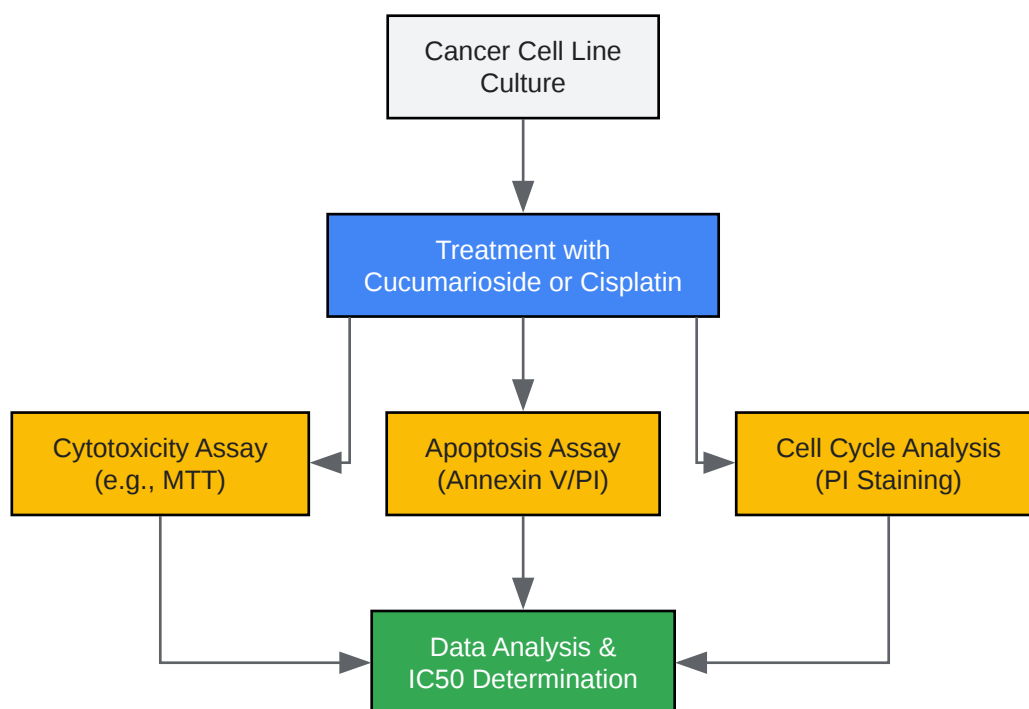 Cancer Cell Line
Culture
Treatment with
Cucumarioside or Cisplatin
Cytotoxicity Assay
(e.g., MTT)
Apoptosis Assay
(Annexin V/PI)
Cell Cycle Analysis
(PI Staining)
Data Analysis &
IC50 Determination